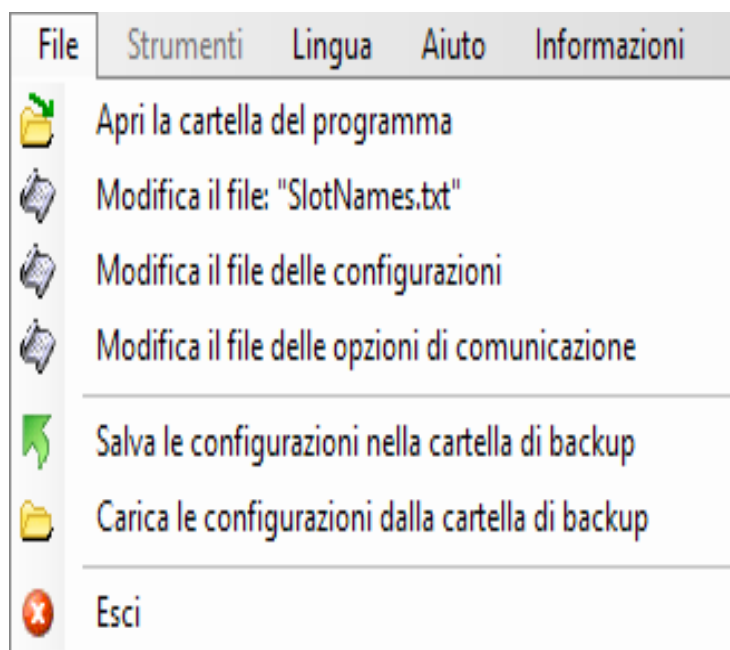 File Strumenti Lingua Aiuto Informazioni
Apri la cartella del programma
Modifica il file: "SlotNames.txt"
Modifica il file delle configurazioni
Modifica il file delle opzioni di comunicazione
Salva le configurazioni nella cartella di backup
Carica le configurazioni dalla cartella di backup
Esci